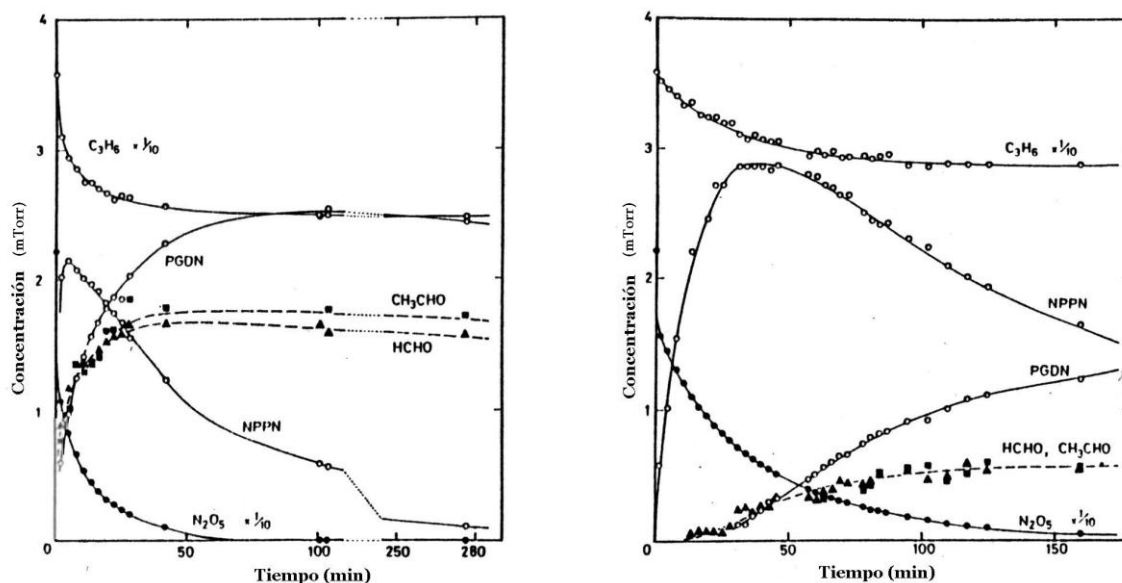 4
3
2
1
0
Concentración (mTorr)
C₃H₆ × 1/10
PGDN
CH₃CHO
HCHO
NPPN
N₂O₅ × 1/10
0 50 100 250 280
Tiempo (min)
4
3
2
1
0
Concentración (mTorr)
C₃H₆ × 1/10
NPPN
PGDN
HCHO, CH₃CHO
N₂O₅ × 1/10
0 50 100 150
Tiempo (min)